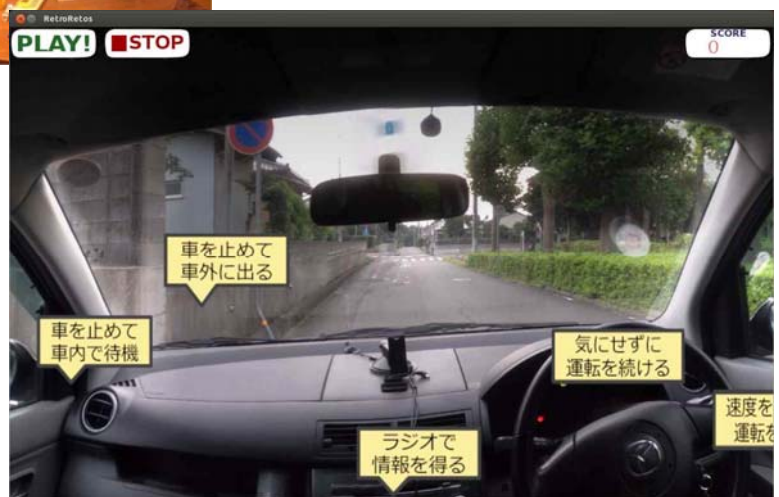 RetroRetos
PLAY!
STOP
SCORE
0
車を止めて
車外に出る
車を止めて
車内で待機
気にせずに
運転を続ける
速度を
運転を
ラジオで
情報を得る